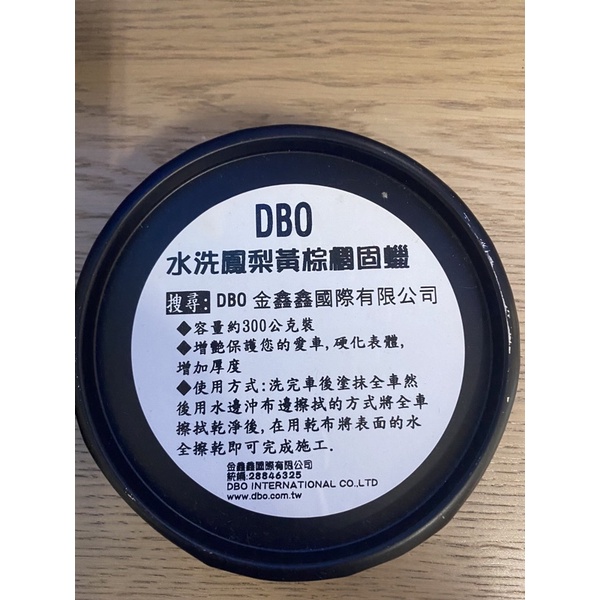 DBO
水洗鳳梨黃棕櫚固蠟
搜尋: DBO 金鑫鑫國際有限公司
◆容量約300公克裝
◆增艷保護您的愛車,硬化表體,
增加厚度
◆使用方式:洗完車後塗抹全車然
後用水邊沖布邊擦拭的方式將全車
擦拭乾淨後,在用乾布將表面的水
全擦乾即可完成施工.
金鑫鑫國際有限公司
統編:28846325
DBO INTERNATIONAL CO.,LTD
www.dbo.com.tw